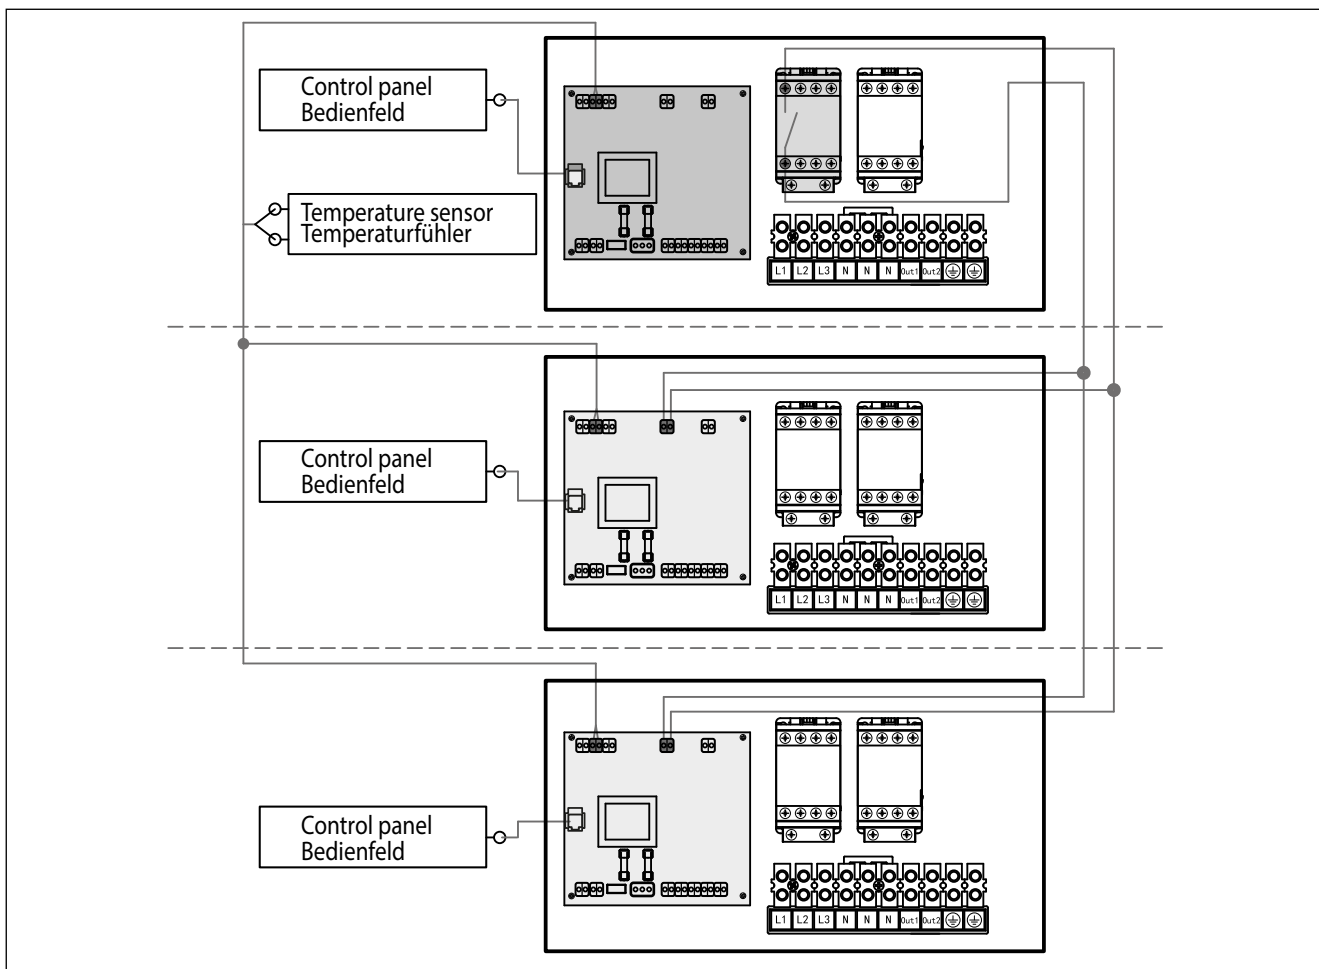 Control panel
Bedienfeld
Temperature sensor
Temperaturfühler
L1 L2 L3 N N N Out1 Out2
Control panel
Bedienfeld
L1 L2 L3 N N N Out1 Out2
Control panel
Bedienfeld
L1 L2 L3 N N N Out1 Out2